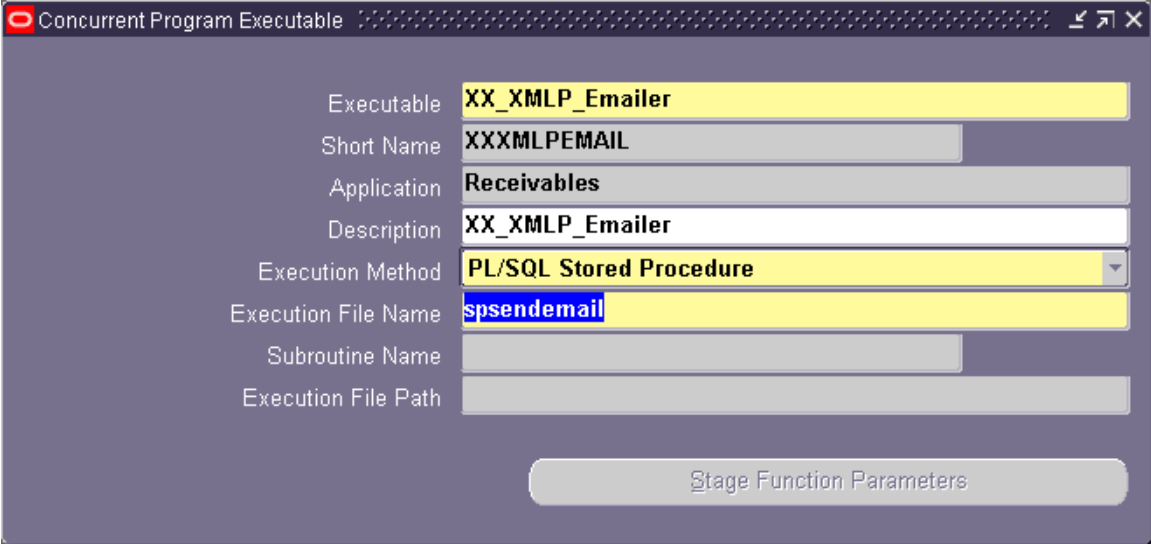 Concurrent Program Executable
Executable XX_XMLP_Emailer
Short Name XXXMLPEMAIL
Application Receivables
Description XX_XMLP_Emailer
Execution Method PL/SQL Stored Procedure
Execution File Name spsendemail
Subroutine Name
Execution File Path
Stage Function Parameters